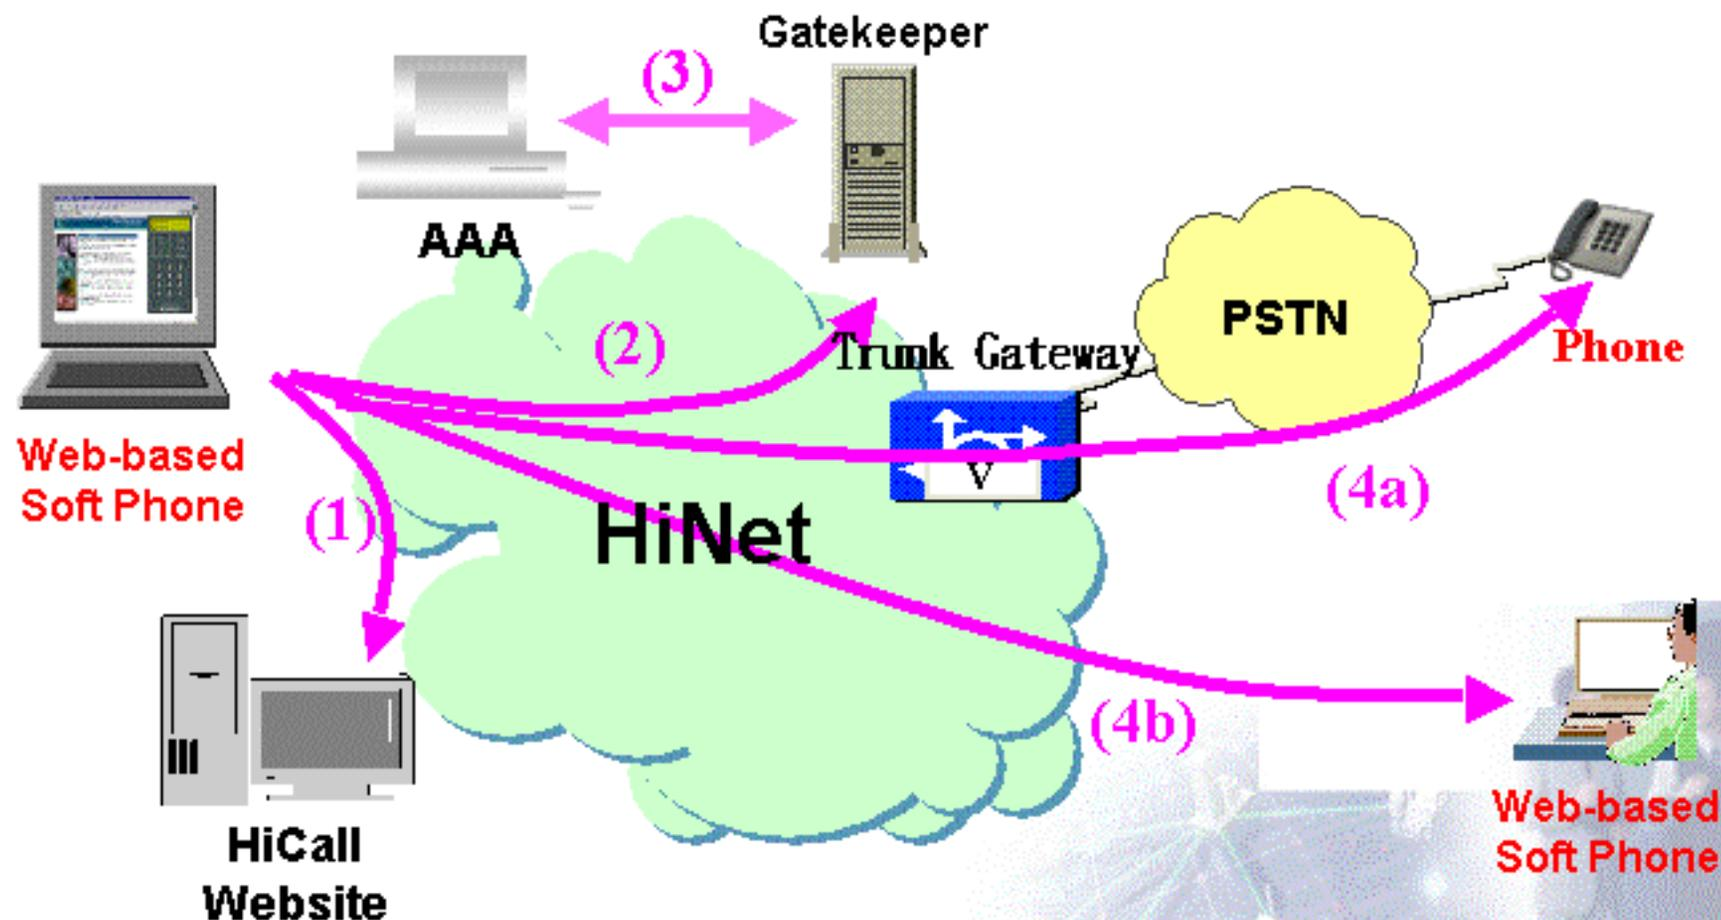 Gatekeeper
(3)
AAA
PSTN
(2)
Trunk Gateway
Phone
V
Web-based
Soft Phone
(4a)
(1)
HiNet
(4b)
Web-based
Soft Phone
HiCall
Website